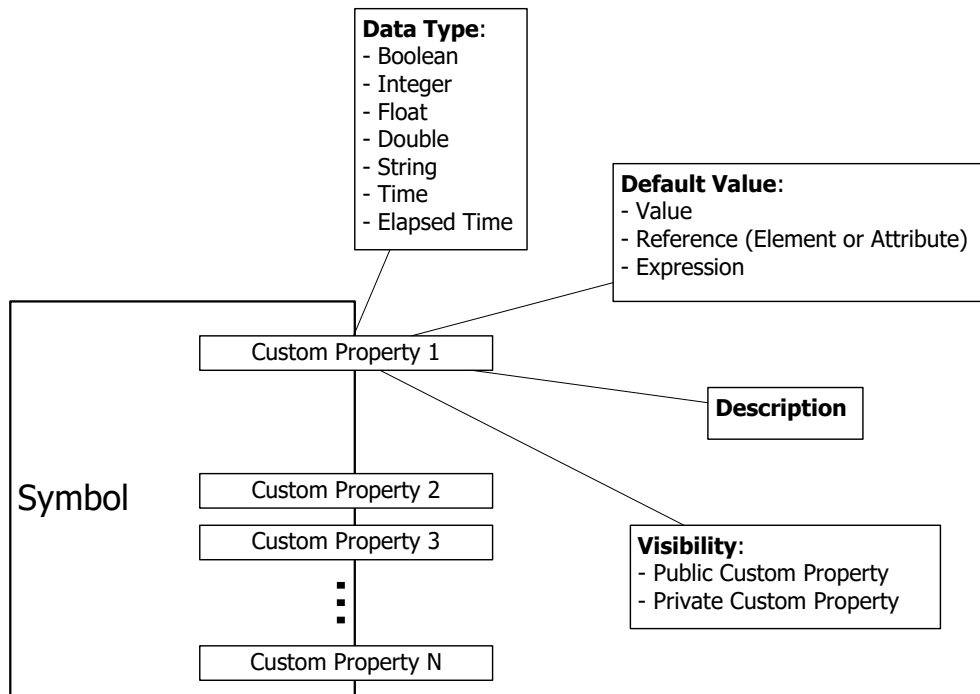 Data Type:
- Boolean
- Integer
- Float
- Double
- String
- Time
- Elapsed Time
Default Value:
- Value
- Reference (Element or Attribute)
- Expression
Custom Property 1
Description
Symbol
Custom Property 2
Custom Property 3
Visibility:
- Public Custom Property
- Private Custom Property
Custom Property N